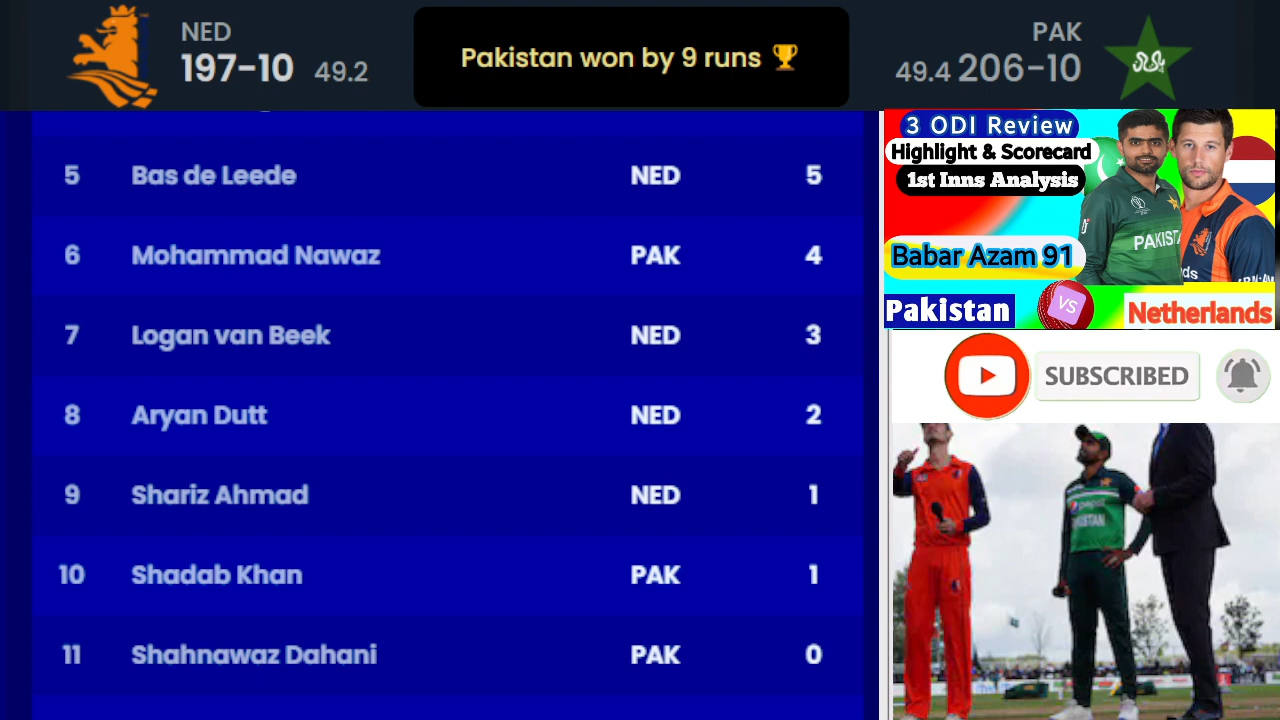 NED
197-10 49.2
Pakistan won by 9 runs
PAK
49.4 206-10
5 Bas de Leede NED 5
6 Mohammad Nawaz PAK 4
7 Logan van Beek NED 3
8 Aryan Dutt NED 2
9 Shariz Ahmad NED 1
10 Shadab Khan PAK 1
11 Shahnawaz Dahani PAK 0
3 ODI Review
Highlight & Scorecard
1st Inns Analysis
PAKIST
Babar Azam 91
Pakistan
VS
Netherlands
SUBSCRIBED
pepsi